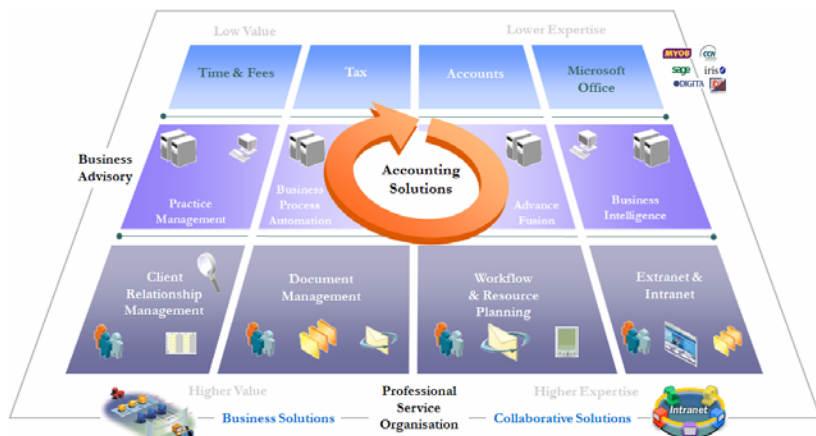 Low Value
Lower Expertise
Time & Fees
Tax
Accounts
Microsoft
Office
MYOB
CCH
sage
iris
DIGITA
Business
Advisory
Accounting
Solutions
Practice
Management
Business
Process
Automation
Advance
Fusion
Business
Intelligence
Client
Relationship
Management
Document
Management
Workflow
& Resource
Planning
Extranet &
Intranet
Higher Value
Professional
Service
Organisation
Higher Expertise
Business Solutions
Collaborative Solutions
Intranet